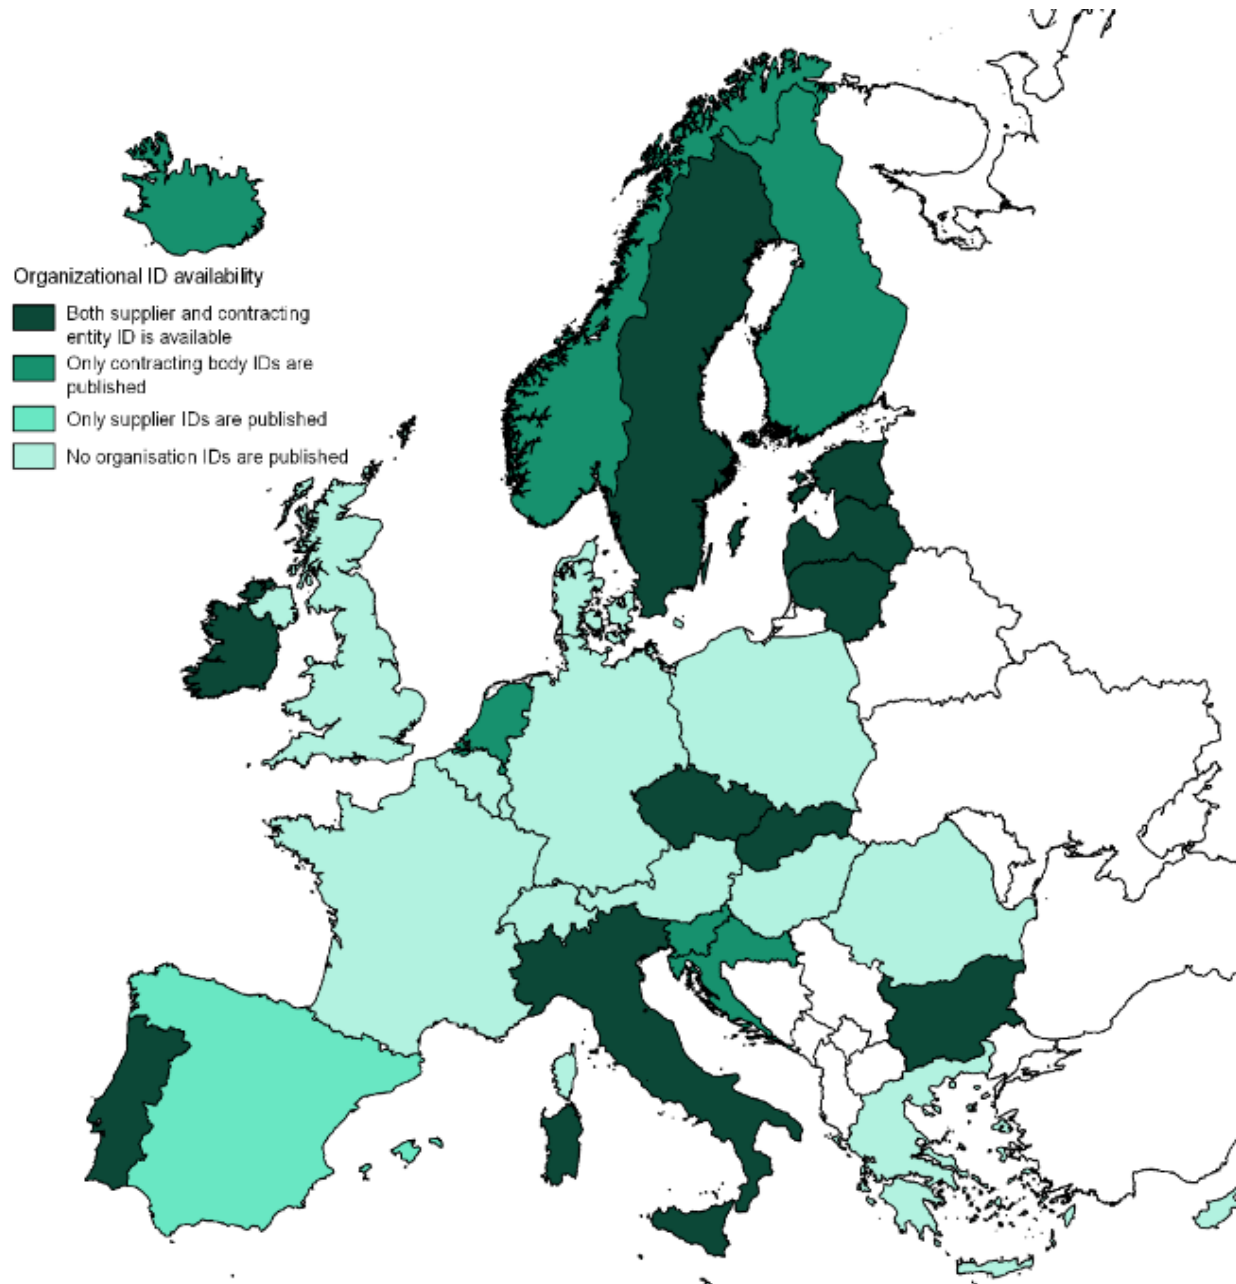 Organizational ID availability
Both supplier and contracting
entity ID is available
Only contracting body IDs are
published
Only supplier IDs are published
No organisation IDs are published